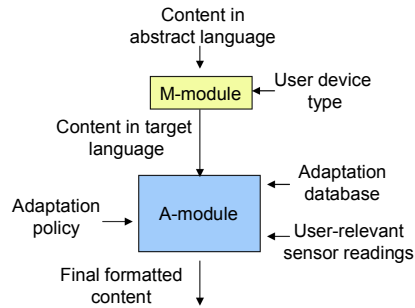 Content in
abstract language
M-module
User device
type
Content in target
language
Adaptation
database
Adaptation
policy
A-module
User-relevant
sensor readings
Final formatted
content